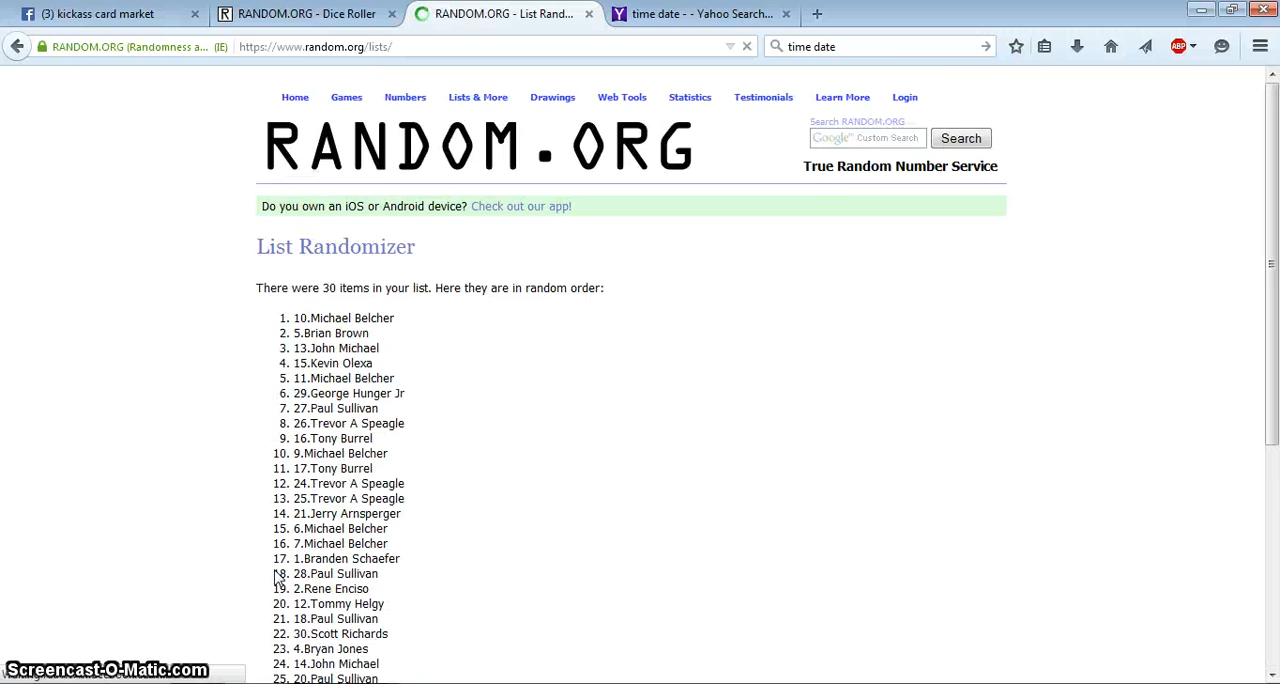 (3) kickass card market
RANDOM.ORG - Dice Roller
RANDOM.ORG - List Rand...
time date - - Yahoo Search...
RANDOM.ORG (Randomness a... (IE)
https://www.random.org/lists/
time date
ABP
Home Games Numbers Lists & More Drawings Web Tools Statistics Testimonials Learn More Login
RANDOM.ORG
Search RANDOM.ORG
Google™ Custom Search
Search
True Random Number Service
Do you own an iOS or Android device? Check out our app!
List Randomizer
There were 30 items in your list. Here they are in random order:
1. 10.Michael Belcher
2. 5.Brian Brown
3. 13.John Michael
4. 15.Kevin Olexa
5. 11.Michael Belcher
6. 29.George Hunger Jr
7. 27.Paul Sullivan
8. 26.Trevor A Speagle
9. 16.Tony Burrel
10. 9.Michael Belcher
11. 17.Tony Burrel
12. 24.Trevor A Speagle
13. 25.Trevor A Speagle
14. 21.Jerry Arnsperger
15. 6.Michael Belcher
16. 7.Michael Belcher
17. 1.Branden Schaefer
18. 28.Paul Sullivan
19. 2.Rene Enciso
20. 12.Tommy Helgy
21. 18.Paul Sullivan
22. 30.Scott Richards
23. 4.Bryan Jones
24. 14.John Michael
25. 20.Paul Sullivan
Screencast-O-Matic.com